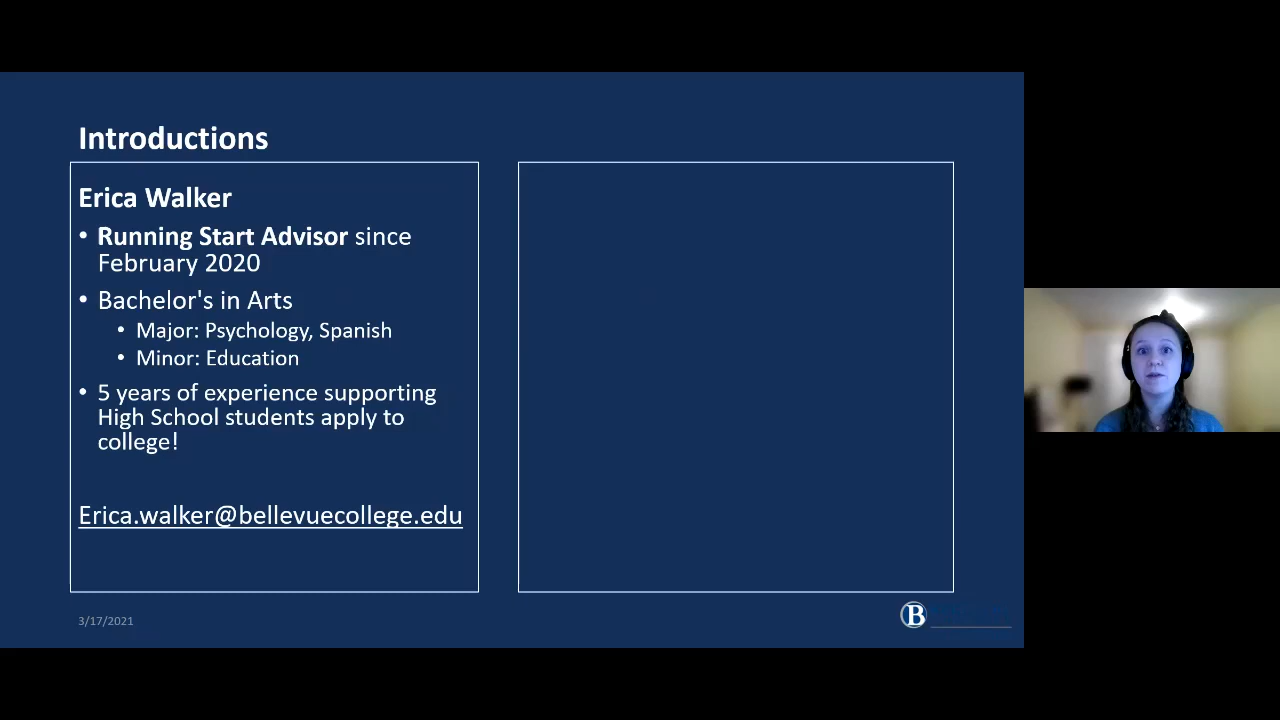 Introductions
Erica Walker
• Running Start Advisor since
February 2020
• Bachelor's in Arts
• Major: Psychology, Spanish
• Minor: Education
• 5 years of experience supporting
High School students apply to
college!
Erica.walker@bellevuecollege.edu
3/17/2021
B